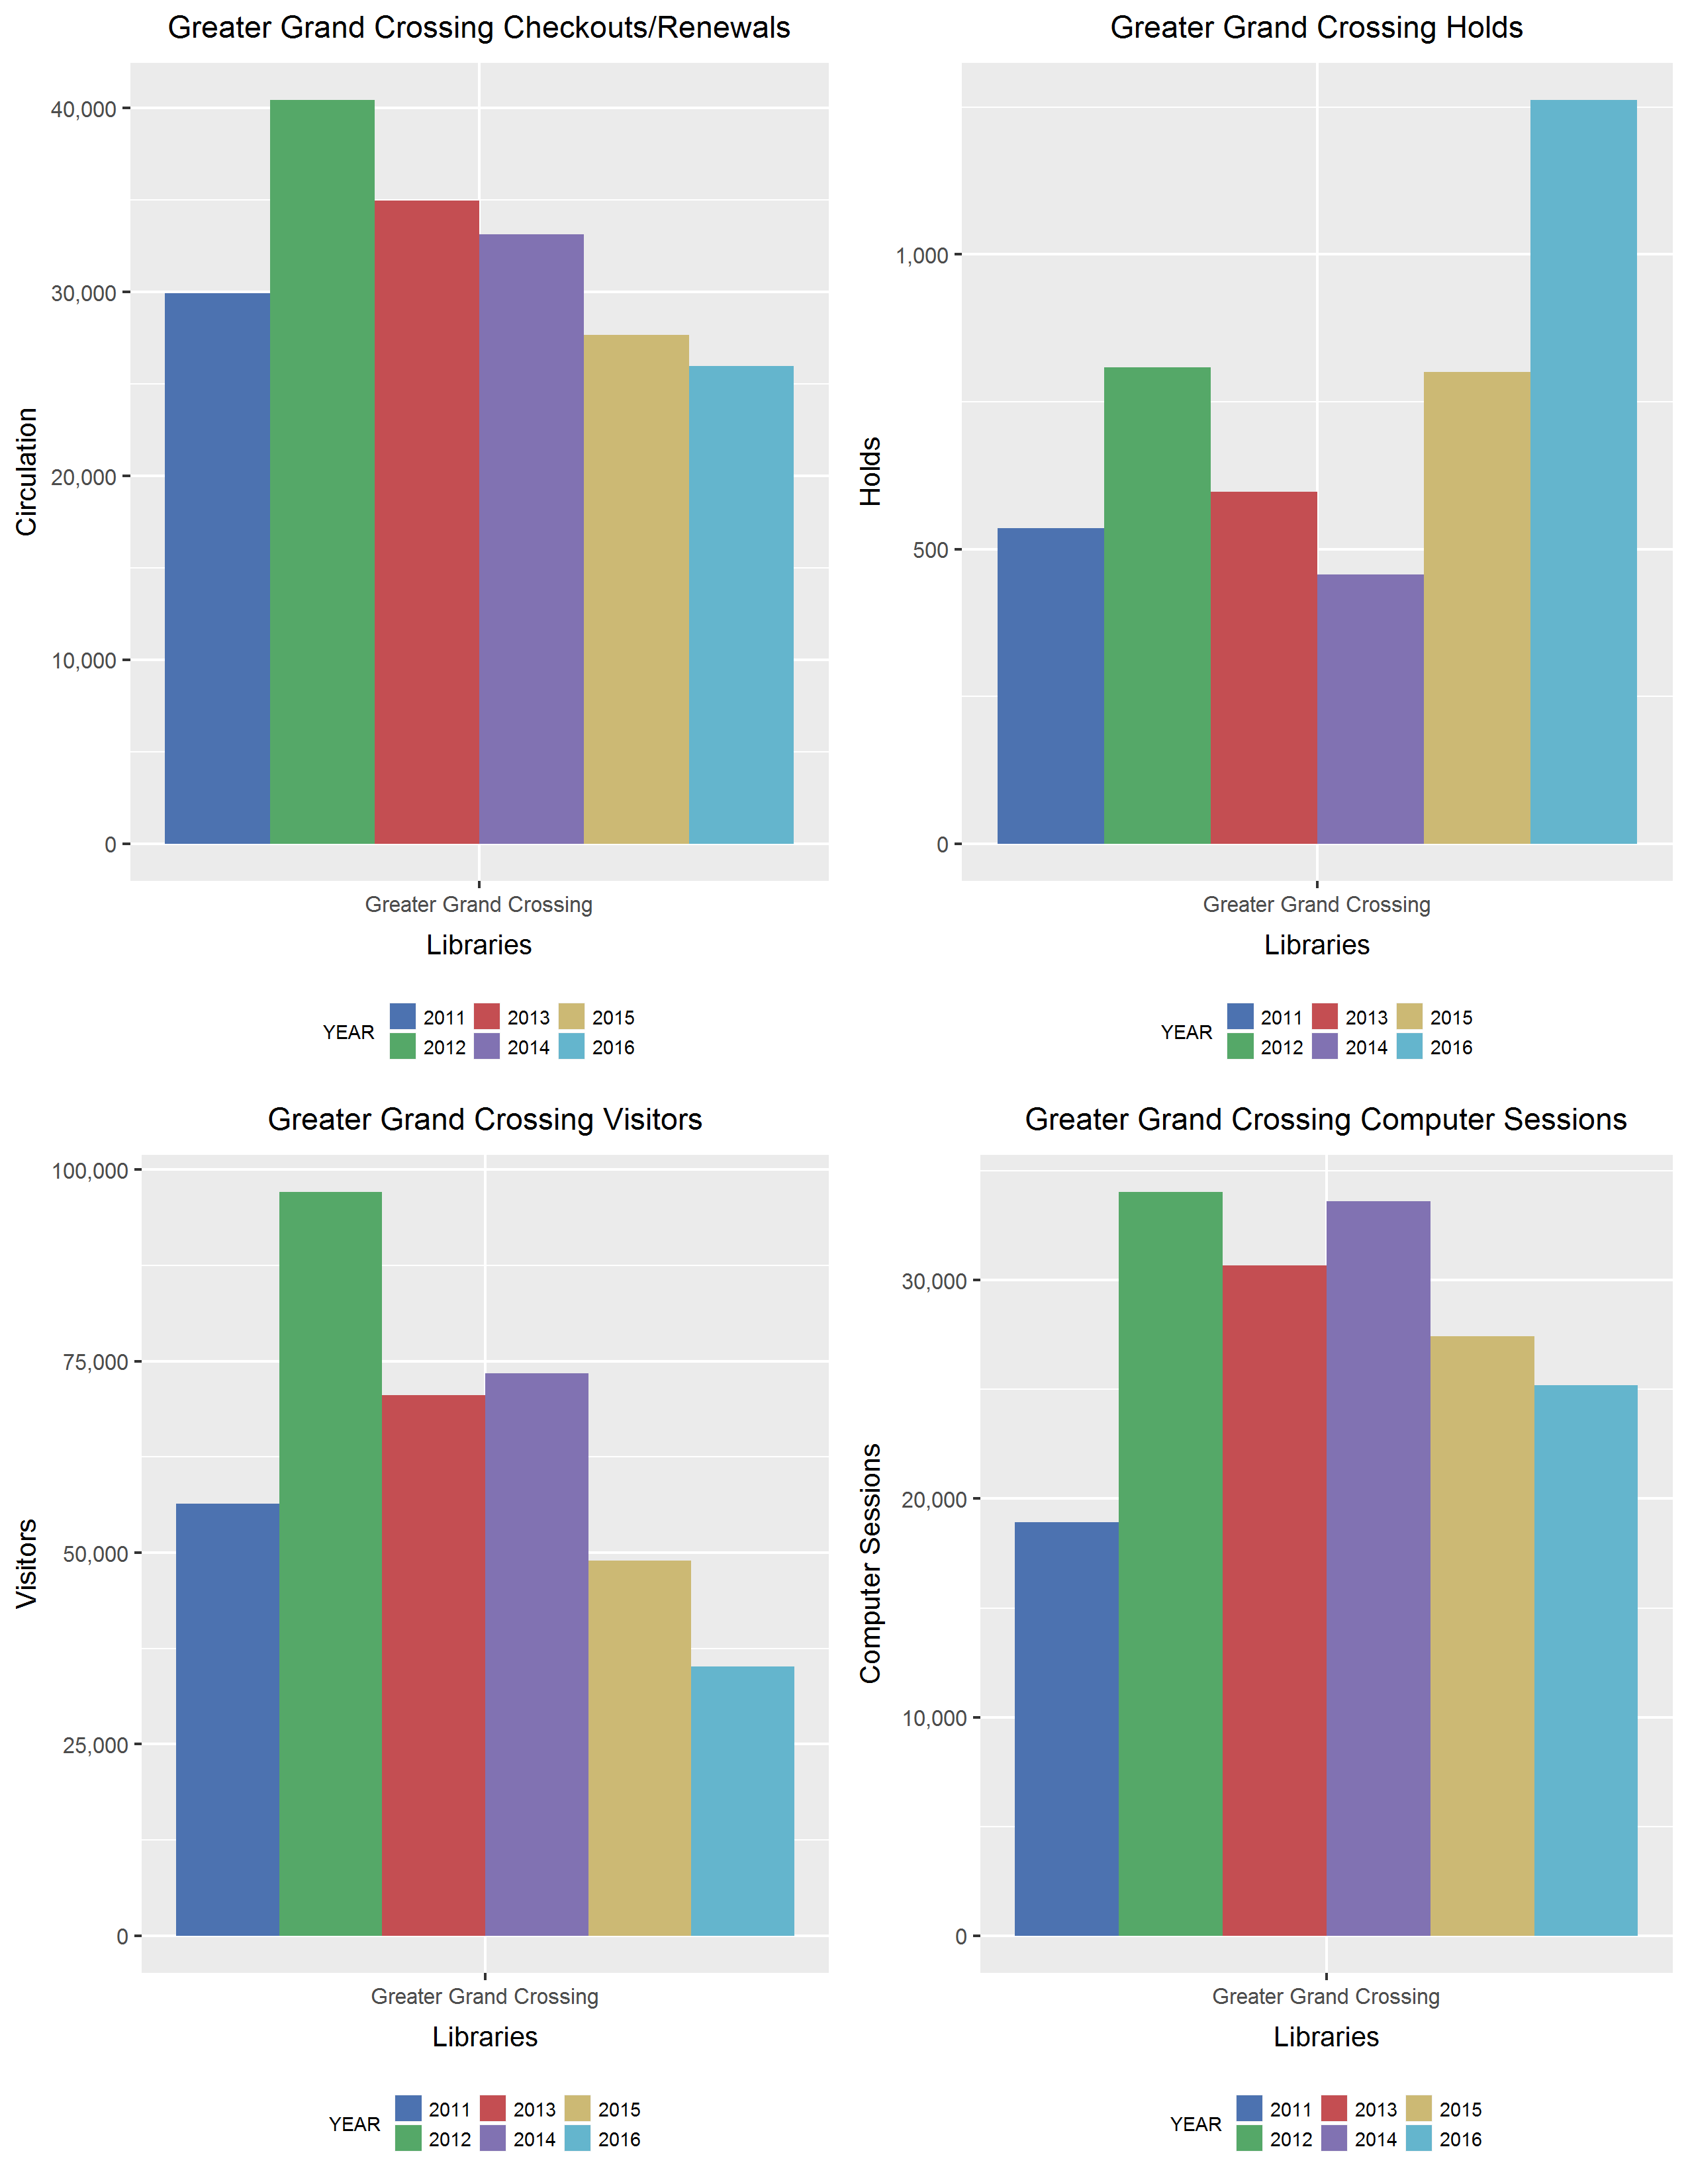 Greater Grand Crossing Checkouts/Renewals
Circulation
40,000
30,000
20,000
10,000
0
Greater Grand Crossing
Libraries
YEAR
2011 2013 2015
2012 2014 2016
Greater Grand Crossing Holds
Holds
1,000
500
0
Greater Grand Crossing
Libraries
YEAR
2011 2013 2015
2012 2014 2016
Greater Grand Crossing Visitors
Visitors
100,000
75,000
50,000
25,000
0
Greater Grand Crossing
Libraries
YEAR
2011 2013 2015
2012 2014 2016
Greater Grand Crossing Computer Sessions
Computer Sessions
30,000
20,000
10,000
0
Greater Grand Crossing
Libraries
YEAR
2011 2013 2015
2012 2014 2016